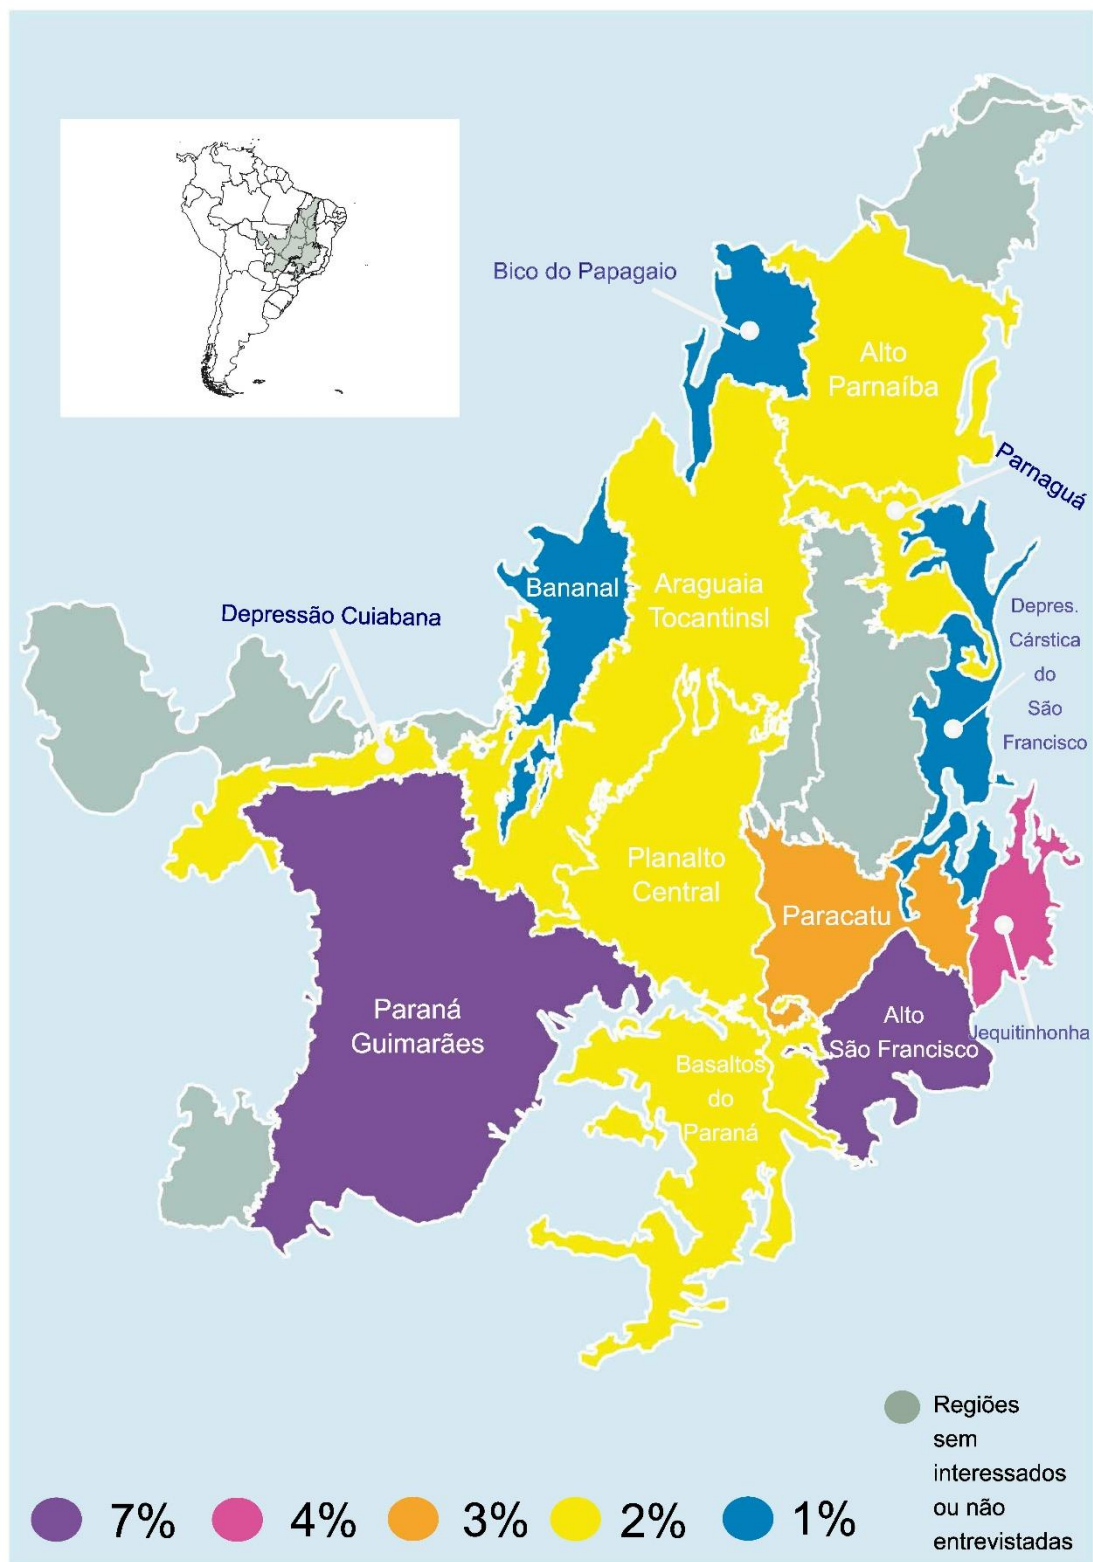 Bico do Papagaio
Alto
Parnaíba
Parnaguá
Bananal
Araguaia
Tocantinsl
Depressão Cuiabana
Depres.
Cárstica
do
São
Francisco
Planalto
Central
Paracatu
Paraná
Guimarães
Alto
São Francisco
Jequitinhonha
Basaltos
do
Paraná
Regiões
sem
interessados
ou não
entrevistadas
7%
4%
3%
2%
1%